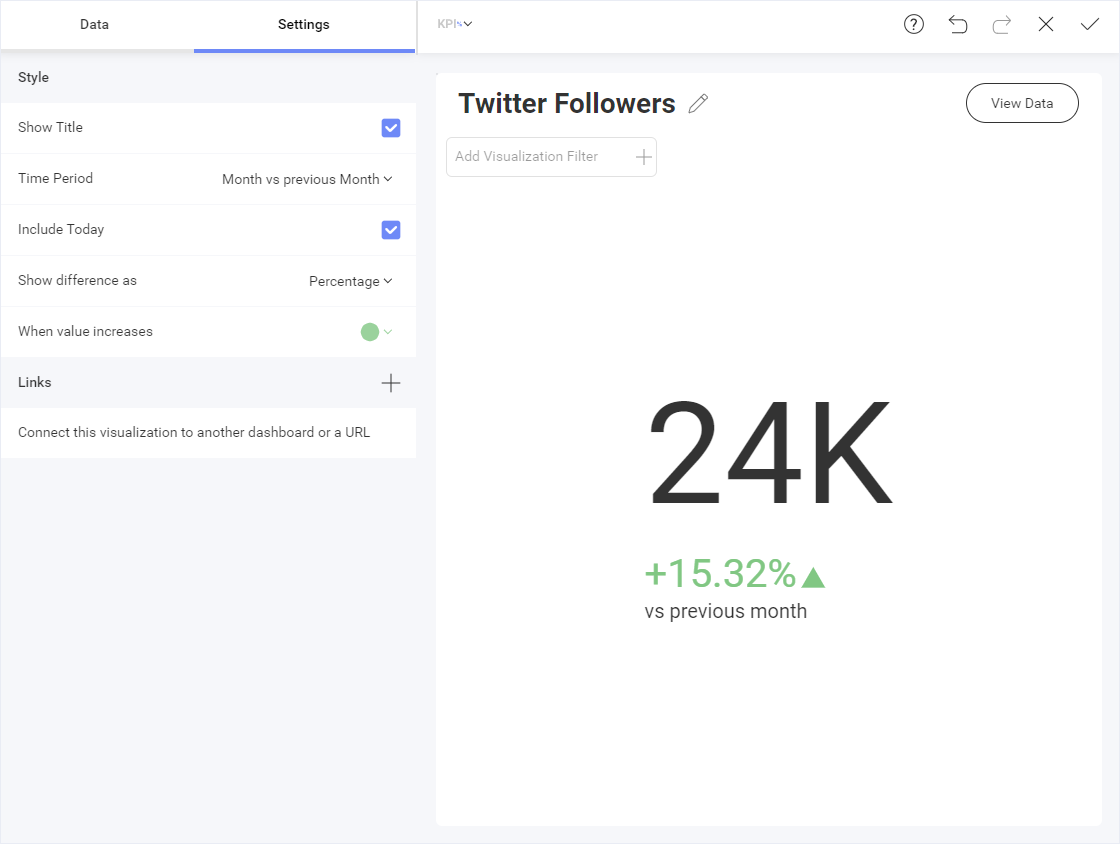 Data
Settings
KPI
Style
Show Title
Time Period
Month vs previous Month
Include Today
Show difference as
Percentage
When value increases
Links
Connect this visualization to another dashboard or a URL
Twitter Followers
View Data
Add Visualization Filter
24K
+15.32%
vs previous month